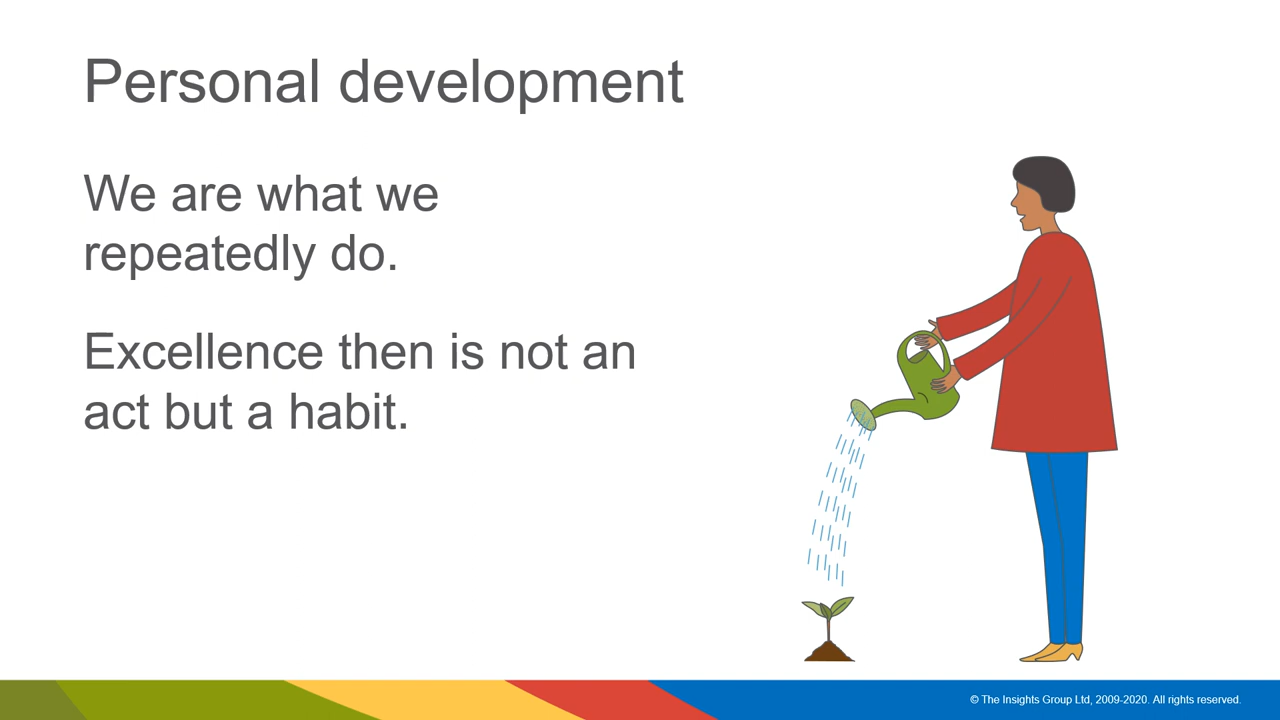 Personal development
We are what we
repeatedly do.
Excellence then is not an
act but a habit.
© The Insights Group Ltd, 2009-2020. All rights reserved.